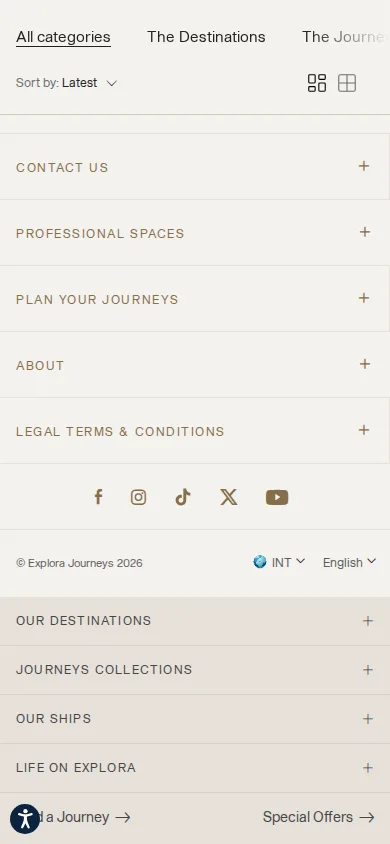 All categories The Destinations The Journe
Sort by: Latest
CONTACT US
PROFESSIONAL SPACES
PLAN YOUR JOURNEYS
ABOUT
LEGAL TERMS & CONDITIONS
© Explora Journeys 2026 INT English
OUR DESTINATIONS
JOURNEYS COLLECTIONS
OUR SHIPS
LIFE ON EXPLORA
a Journey Special Offers